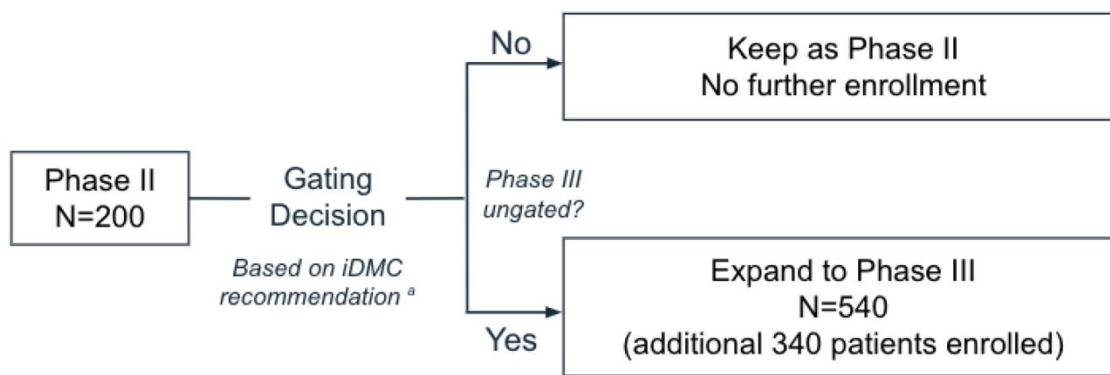 Phase II
N=200
Gating
Decision
Based on iDMC
recommendation a
Phase III
ungated?
No
Keep as Phase II
No further enrollment
Yes
Expand to Phase III
N=540
(additional 340 patients enrolled)